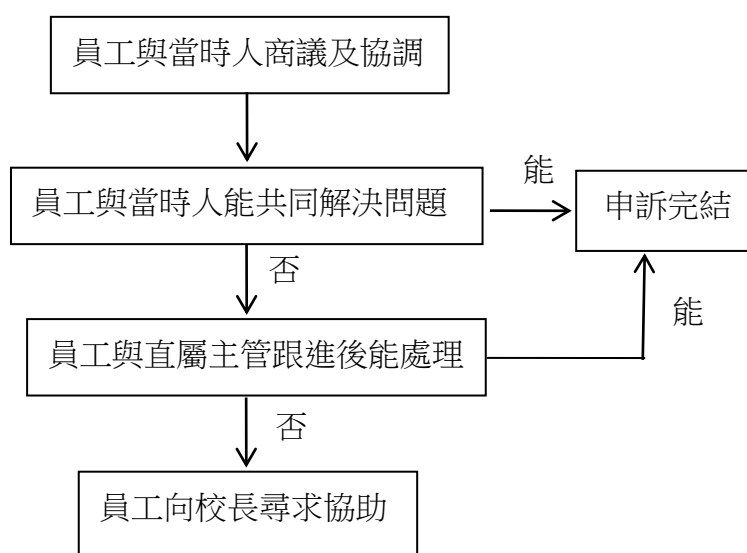 員工與當時人商議及協調
員工與當時人能共同解決問題
能
申訴完結
否
能
員工與直屬主管跟進後能處理
否
員工向校長尋求協助